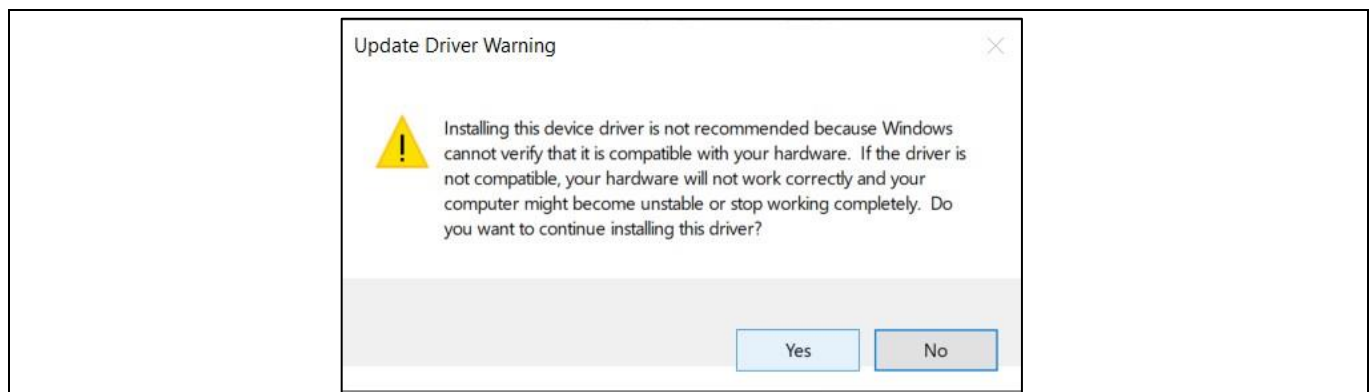 Update Driver Warning
Installing this device driver is not recommended because Windows
cannot verify that it is compatible with your hardware.  If the driver is
not compatible, your hardware will not work correctly and your
computer might become unstable or stop working completely.  Do
you want to continue installing this driver?
Yes No